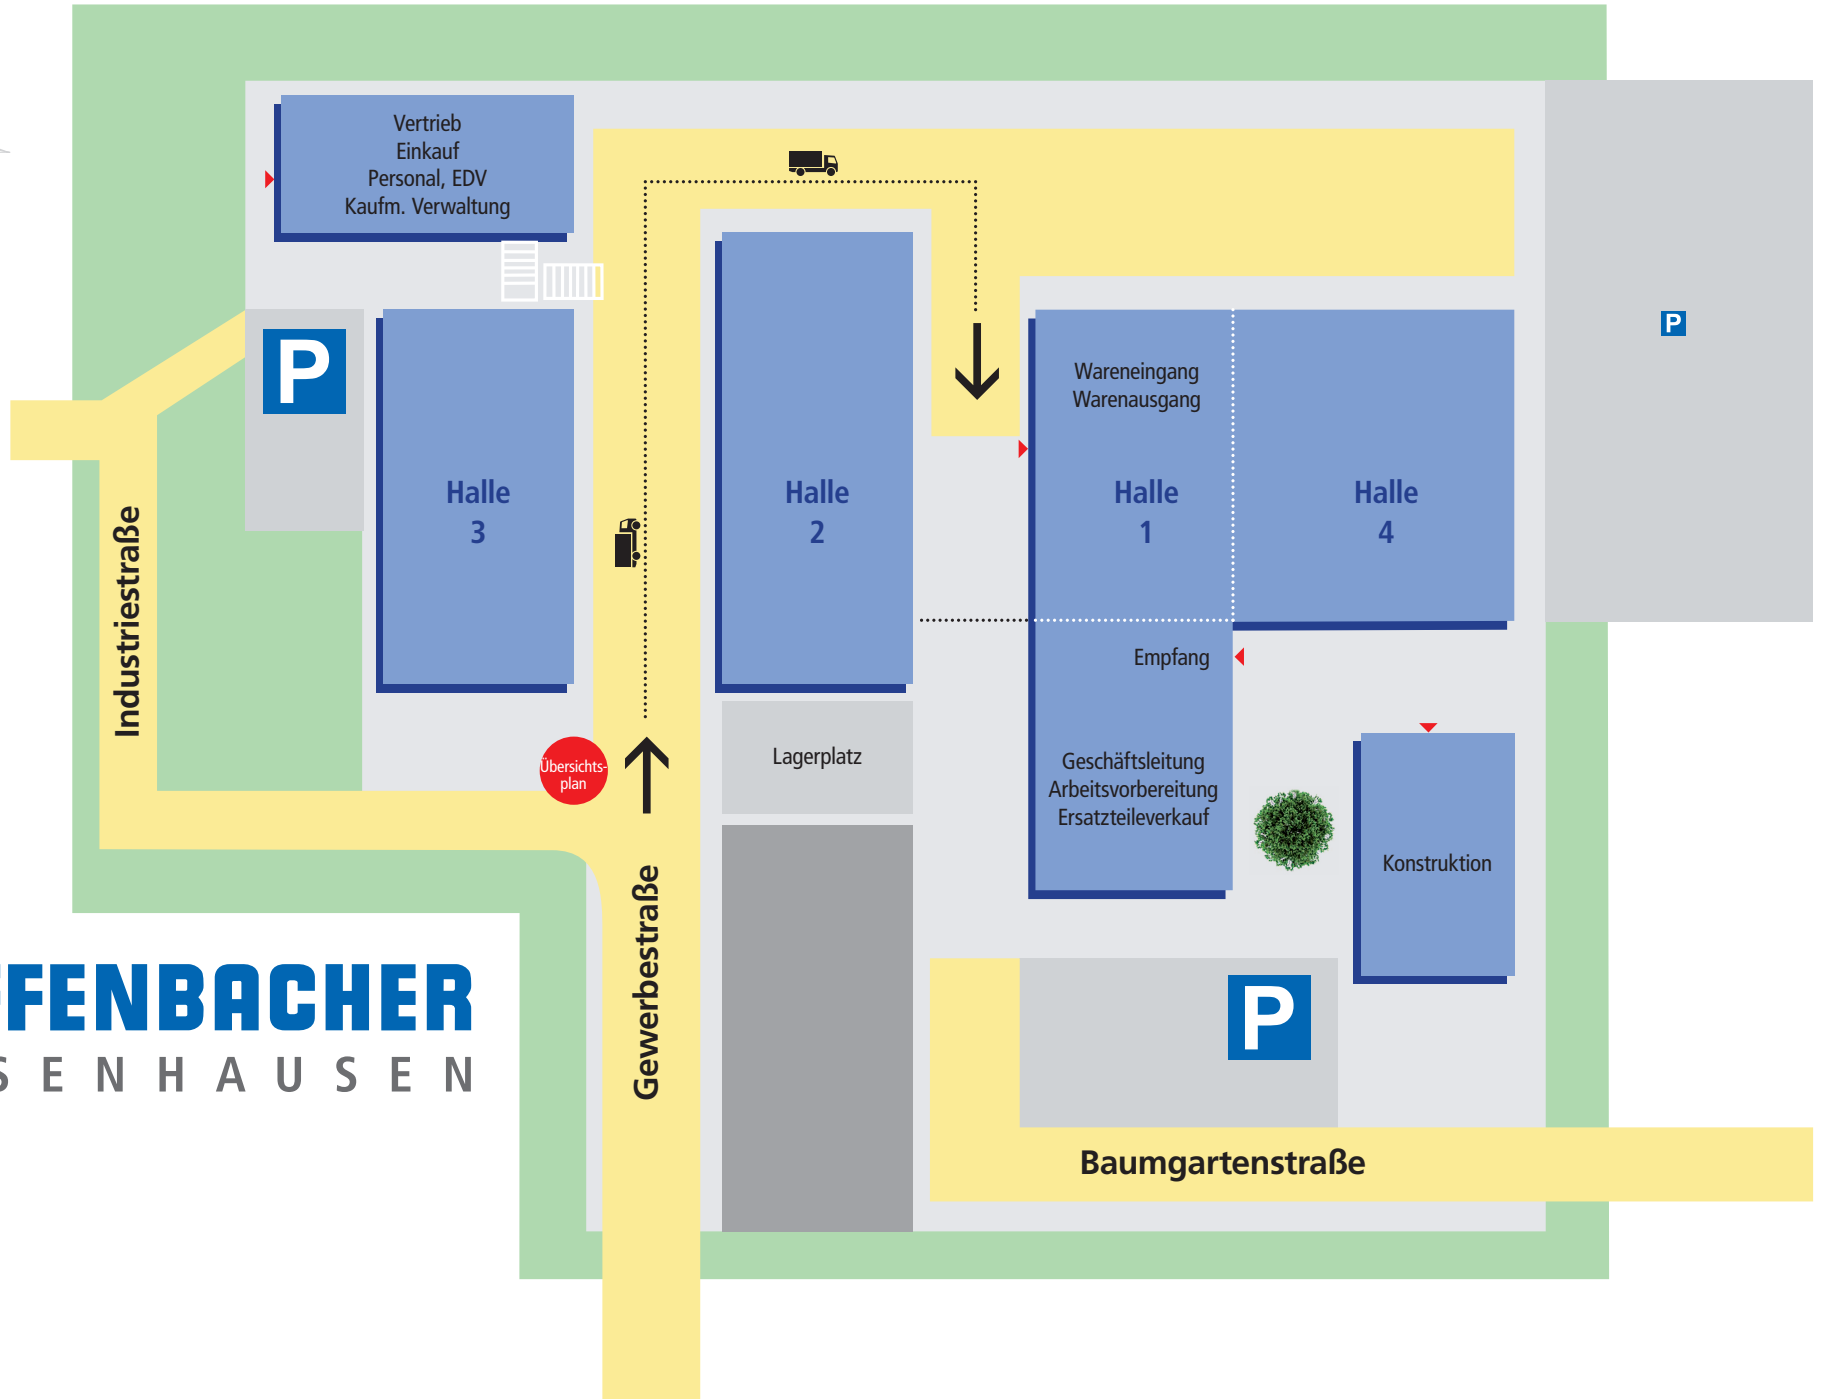 Vertrieb
Einkauf
Personal, EDV
Kaufm. Verwaltung
P
P
Wareneingang
Warenausgang
Halle
3
Halle
2
Halle
1
Halle
4
Industriestraße
Empfang
Übersichts-
plan
Lagerplatz
Geschäftsleitung
Arbeitsvorbereitung
Ersatzteileverkauf
Konstruktion
Gewerbestraße
FFENBACHER
SENHAUSEN
P
Baumgartenstraße